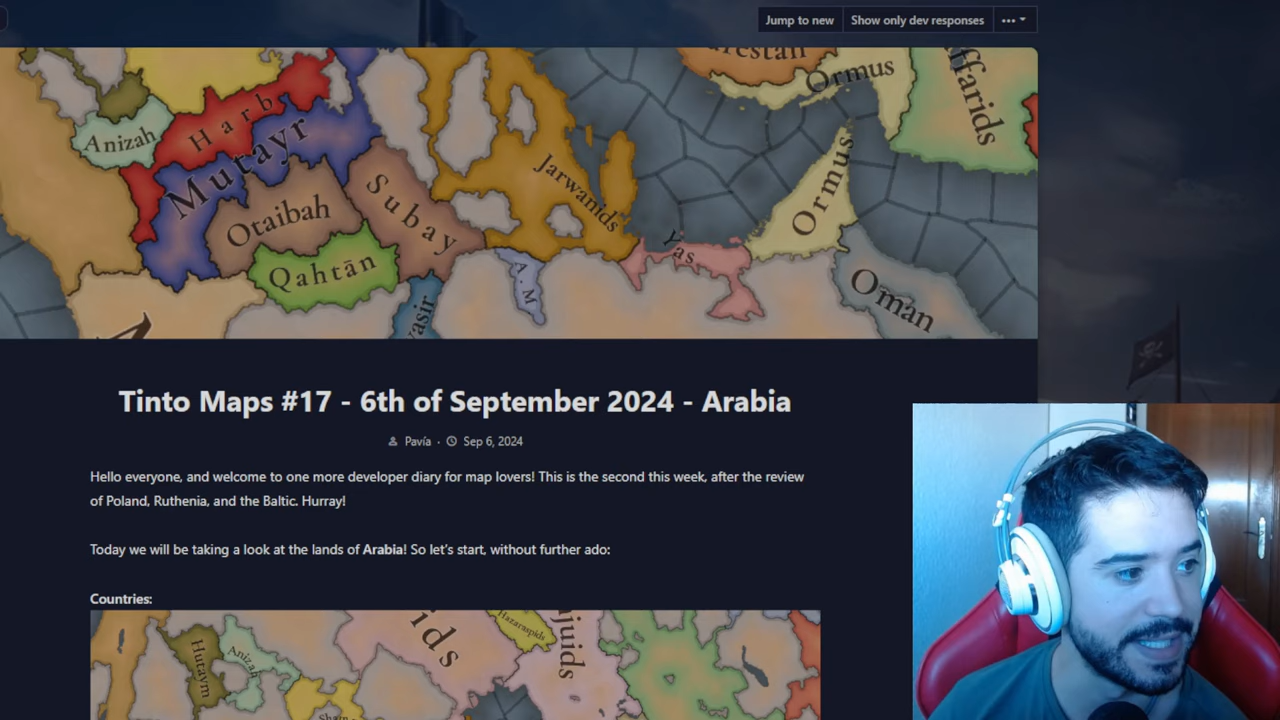 Jump to new
Show only dev responses
Anizah
Harb
Mutayr
Otaibah
Qahtān
Subay
Jarwanids
A. M
Yas
Ormus
Ormus
Oman
Tinto Maps #17 - 6th of September 2024 - Arabia
Pavía · Sep 6, 2024
Hello everyone, and welcome to one more developer diary for map lovers! This is the second this week, after the review
of Poland, Ruthenia, and the Baltic. Hurray!
Today we will be taking a look at the lands of Arabia! So let's start, without further ado:
Countries:
Hutaym
Anizah
ids
Hazaraspids
juids